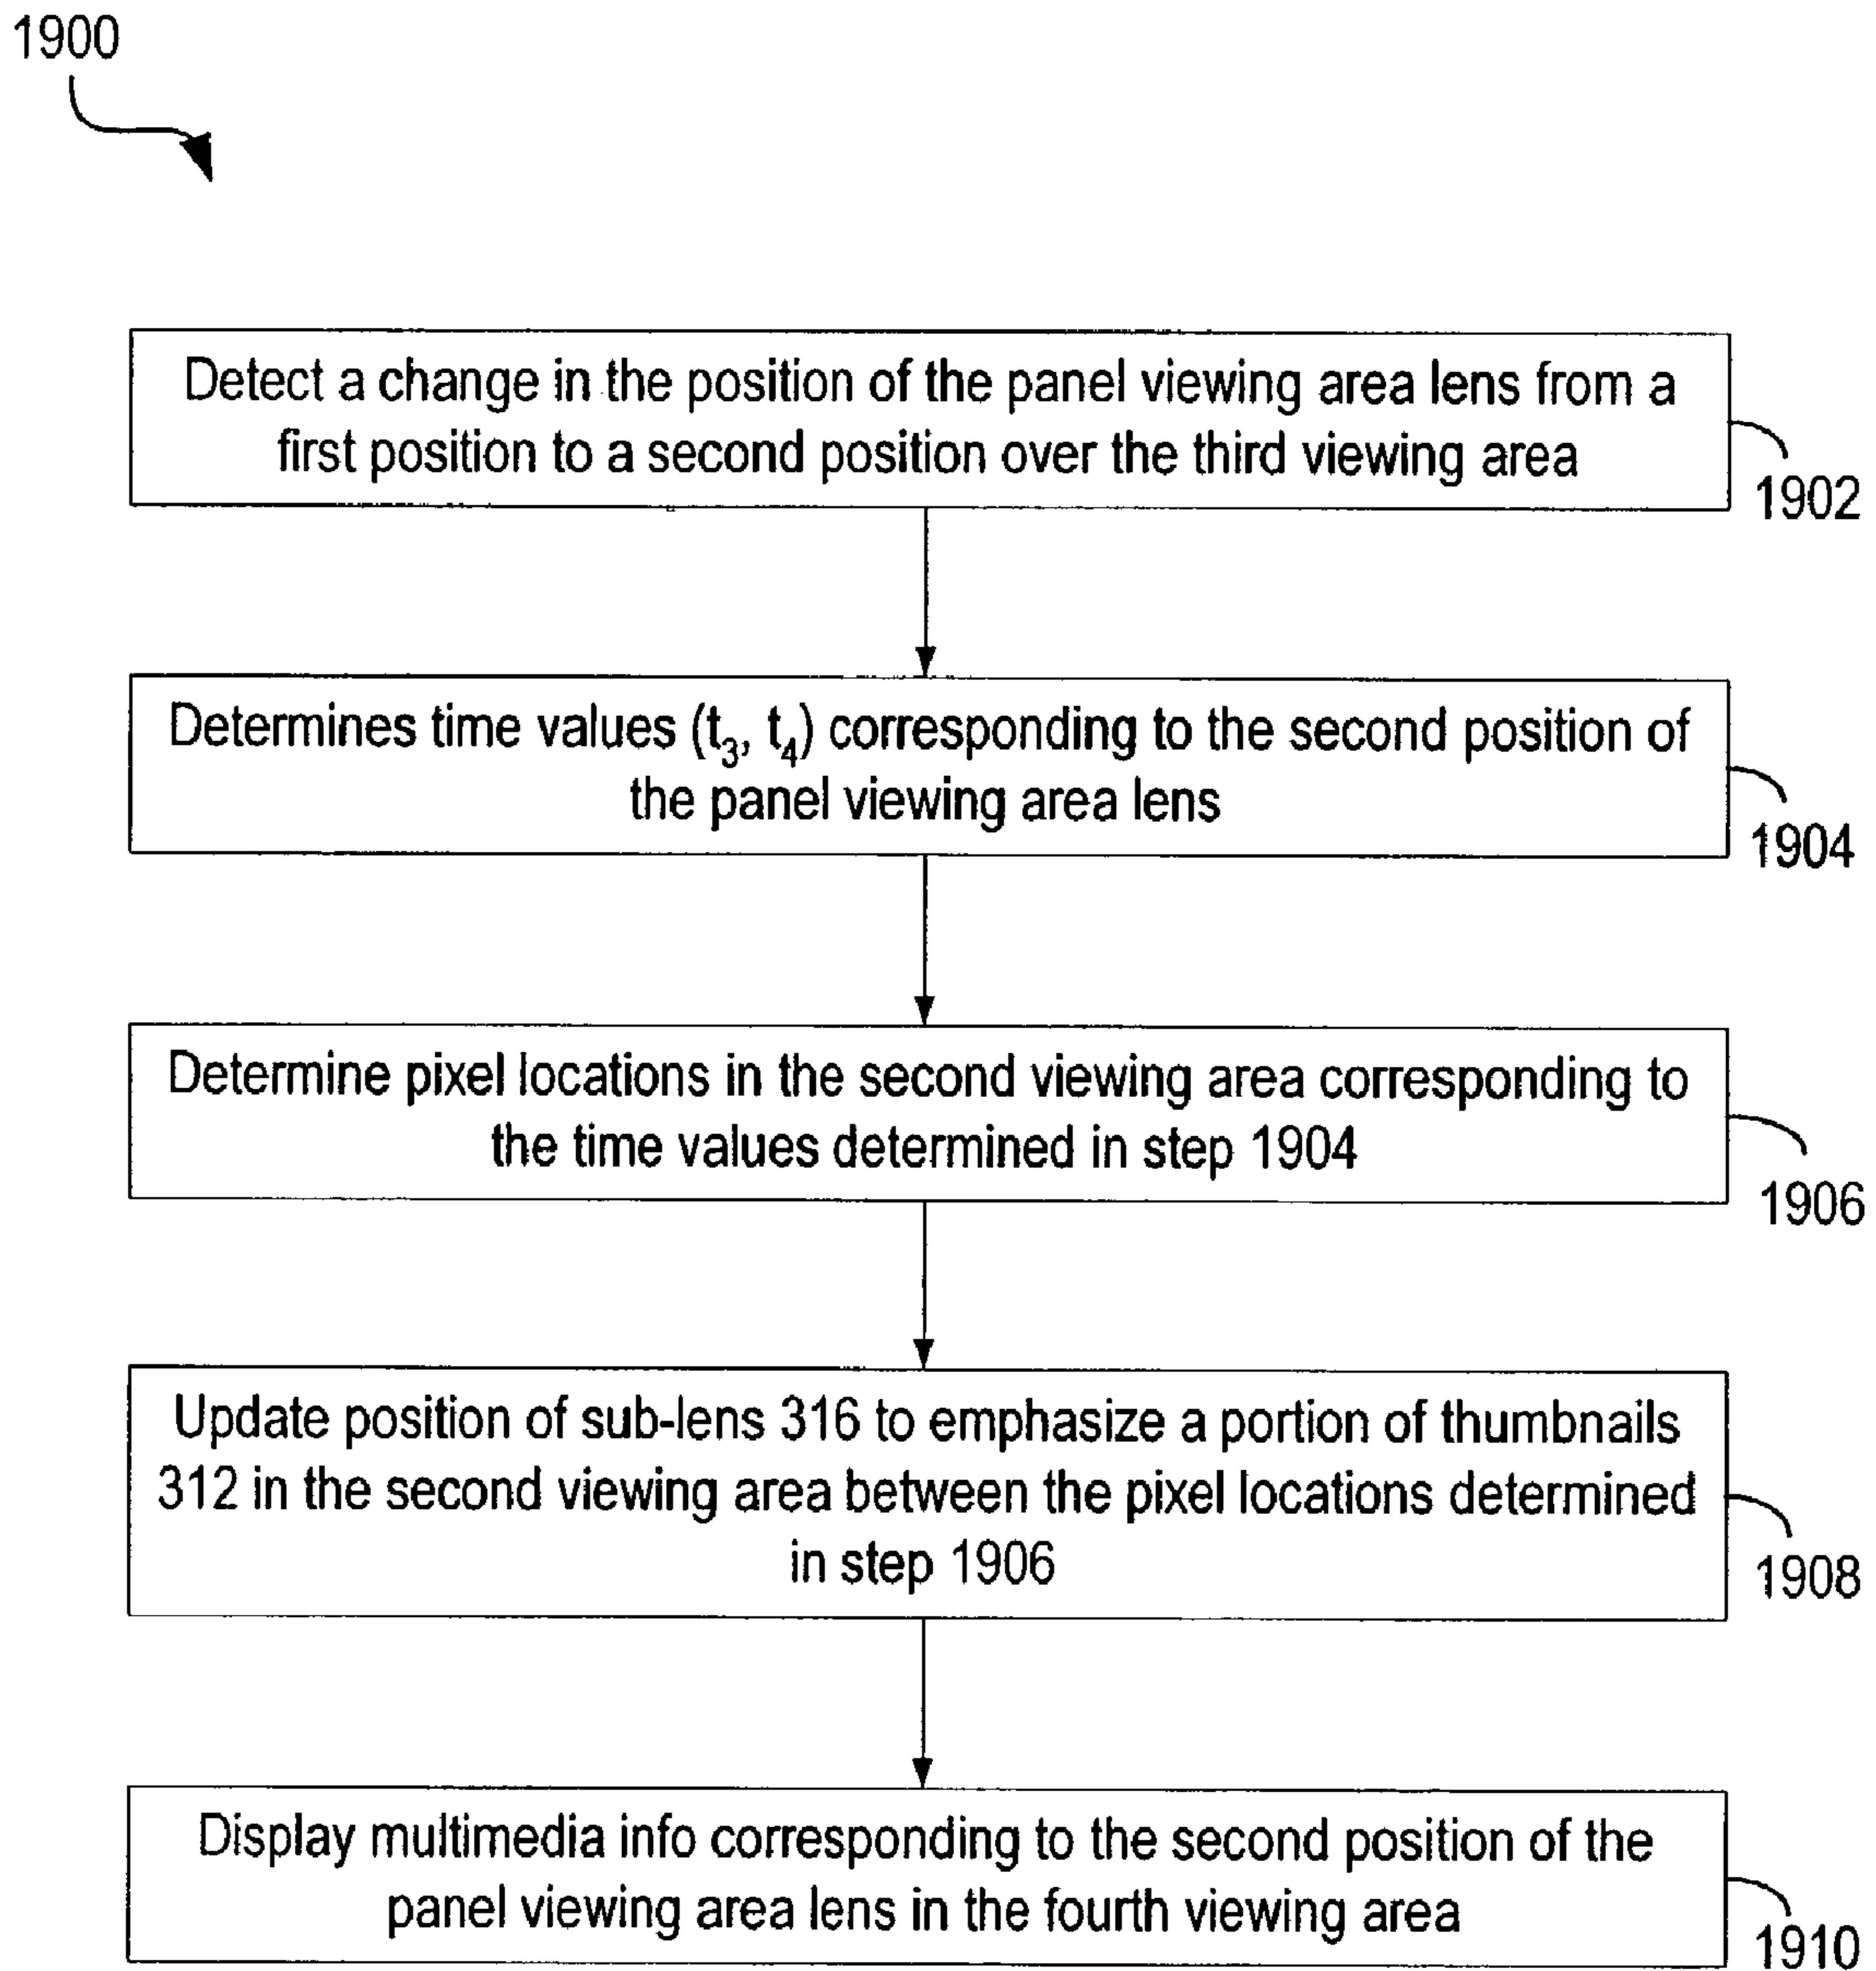 1900
Detect a change in the position of the panel viewing area lens from a
first position to a second position over the third viewing area
1902
Determines time values (t3, t4) corresponding to the second position of
the panel viewing area lens
1904
Determine pixel locations in the second viewing area corresponding to
the time values determined in step 1904
1906
Update position of sub-lens 316 to emphasize a portion of thumbnails
312 in the second viewing area between the pixel locations determined
in step 1906
1908
Display multimedia info corresponding to the second position of the
panel viewing area lens in the fourth viewing area
1910